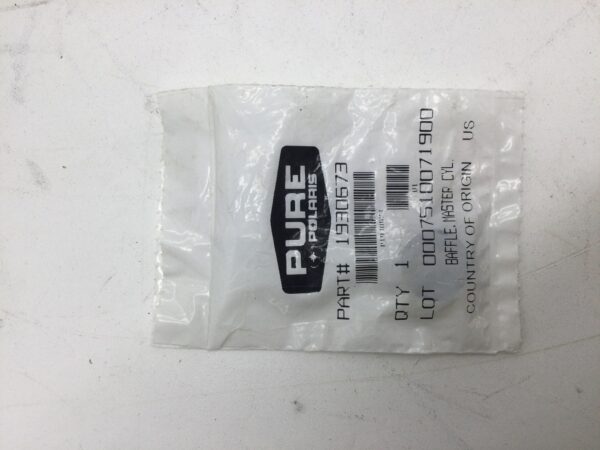 PURE
POLARIS
PART# 1930673
QTY 1
LOT 0007510071900
BAFFLE, MASTER CYL.
COUNTRY OF ORIGIN US